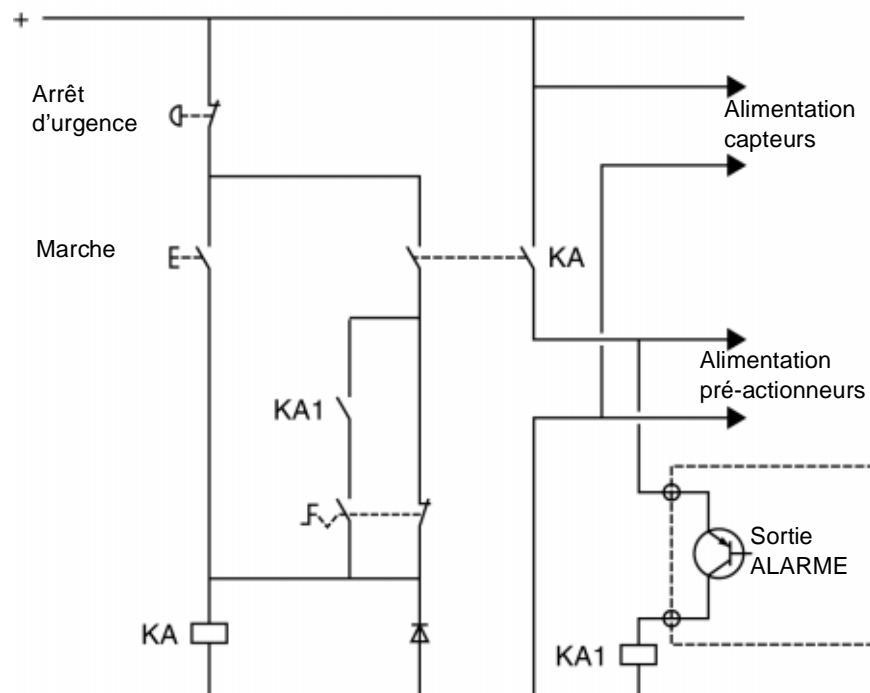 +
Arrêt
d'urgence
Alimentation
capteurs
Marche
KA
Alimentation
pré-actionneurs
KA1
Sortie
ALARME
KA
KA1